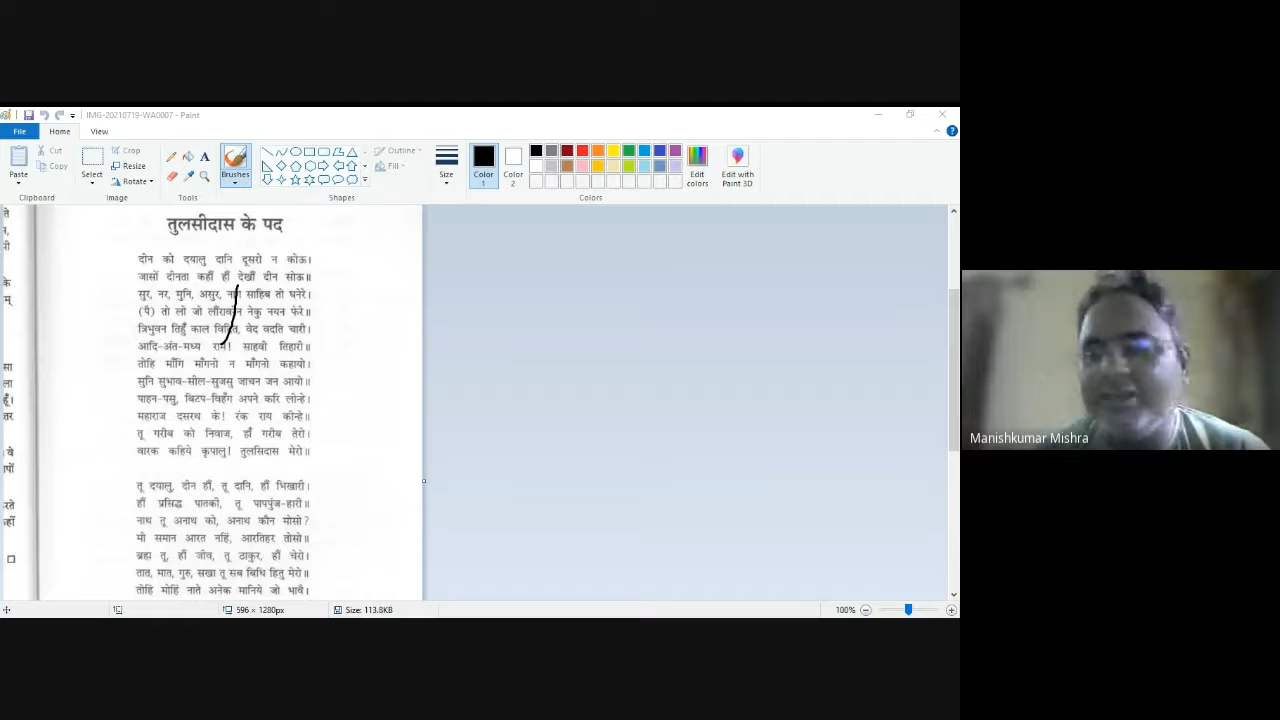 IMG-20210719-WA0007 - Paint
File
Home
View
Paste
Cut
Copy
Clipboard
Select
Crop
Resize
Rotate
Image
A
Tools
Brushes
Outline
Fill
Shapes
Size
Color 1
Color 2
Edit colors
Edit with Paint 3D
Colors
तुलसीदास के पद
दीन को दयालु दानि दूसरो न कोऊ।
जासों दीनता कहौं हौं देखौं दीन सोऊ॥
सुर, नर, मुनि, असुर, नाग साहिब तो घनेरे।
(पै) तो लो जो लौं न नेकु नयन फेरे॥
त्रिभुवन तिहुँ काल विदित, वेद वदति चारी।
आदि-अंत-मध्य राम! साहवी तिहारी॥
तोहि माँगि माँगनो न माँगनो कहायो।
सुनि सुभाव-सील-सुजसु जाचन जन आयो॥
पाहन-पसु, बिटप-विहँग अपने करि लीन्हे।
महाराज दसरथ के! रंक राय कीन्हे॥
तू गरीब को निवाज, हौं गरीब तेरो।
वारक कहिये कृपालु! तुलसिदास मेरो॥
तू दयालु, दीन हौं, तू दानि, हौं भिखारी।
हौं प्रसिद्ध पातकी, तू पापपुंज-हारी॥
नाथ तू अनाथ को, अनाथ कौन मोसो?
मो समान आरत नहिं, आरतिहर तोसो॥
ब्रह्म तू, हौं जीव, तू ठाकुर, हौं चेरो।
तात, मात, गुरु, सखा तू सब बिधि हितु मेरो॥
तोहि मोहिं नाते अनेक मानिये जो भावै।
596 × 1280px
Size: 113.8KB
100%
Manishkumar Mishra